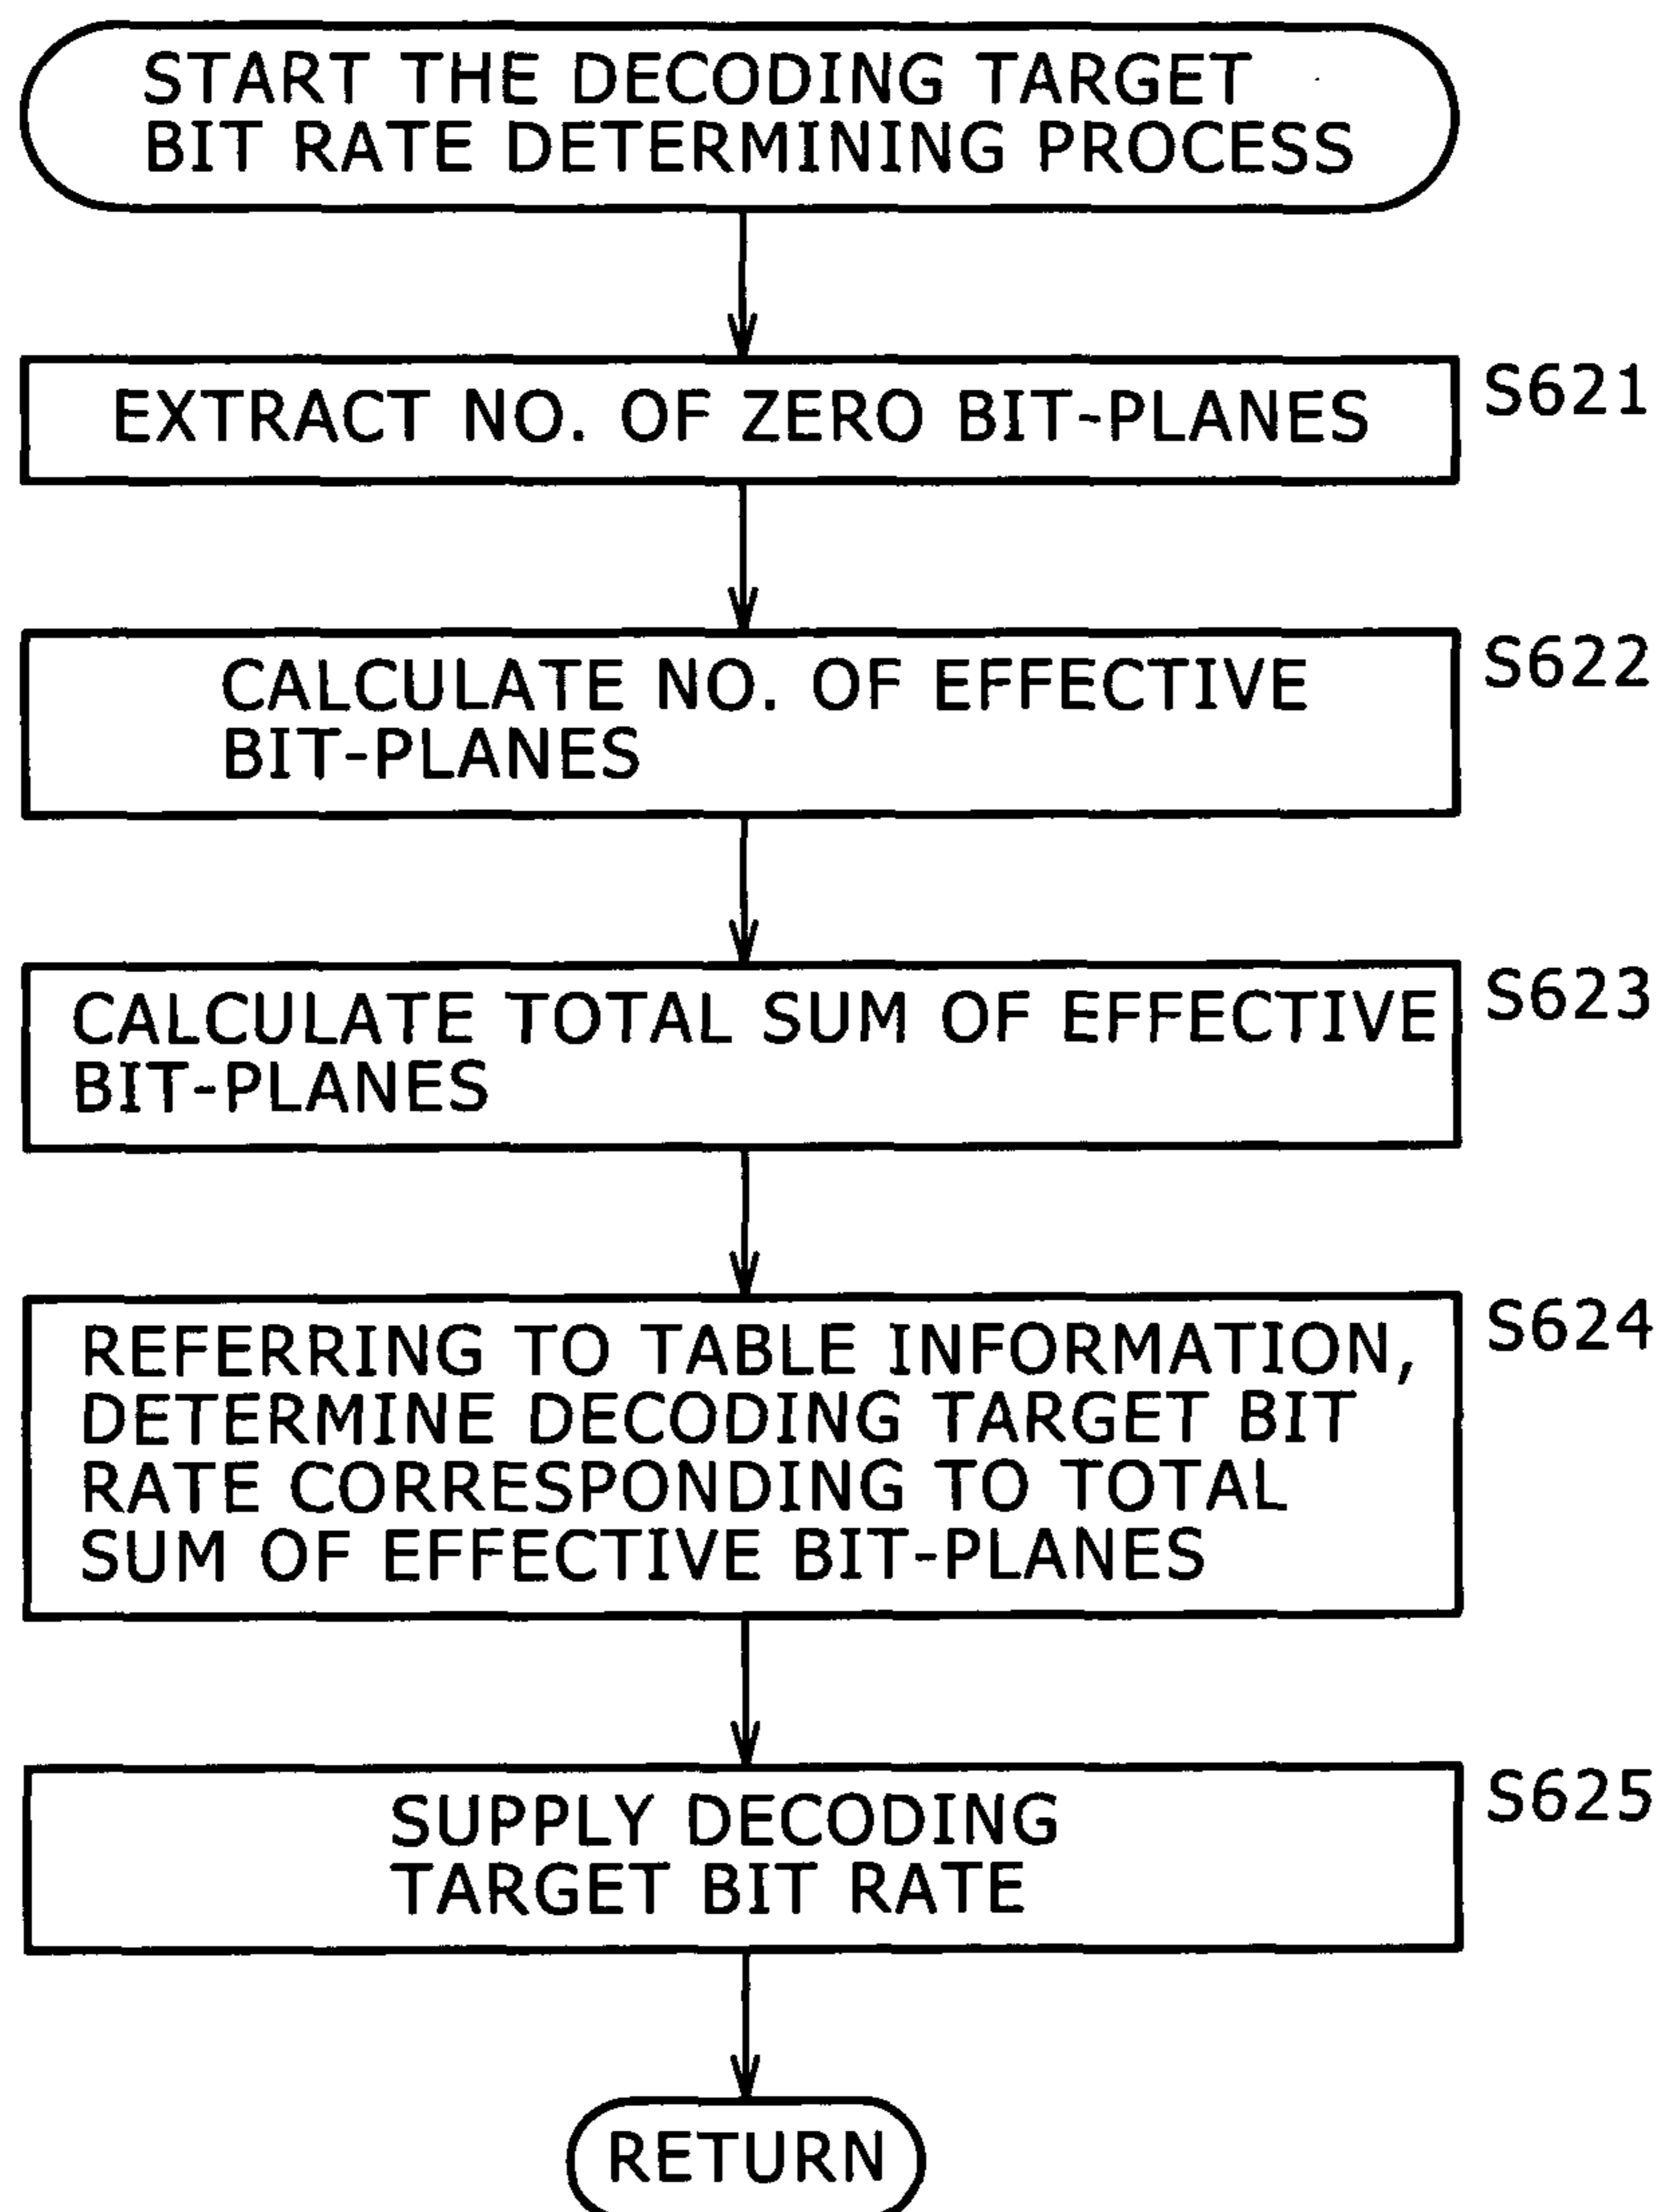 START THE DECODING TARGET
BIT RATE DETERMINING PROCESS
EXTRACT NO. OF ZERO BIT-PLANES
S621
CALCULATE NO. OF EFFECTIVE
BIT-PLANES
S622
CALCULATE TOTAL SUM OF EFFECTIVE
BIT-PLANES
S623
REFERRING TO TABLE INFORMATION,
DETERMINE DECODING TARGET BIT
RATE CORRESPONDING TO TOTAL
SUM OF EFFECTIVE BIT-PLANES
S624
SUPPLY DECODING
TARGET BIT RATE
S625
RETURN